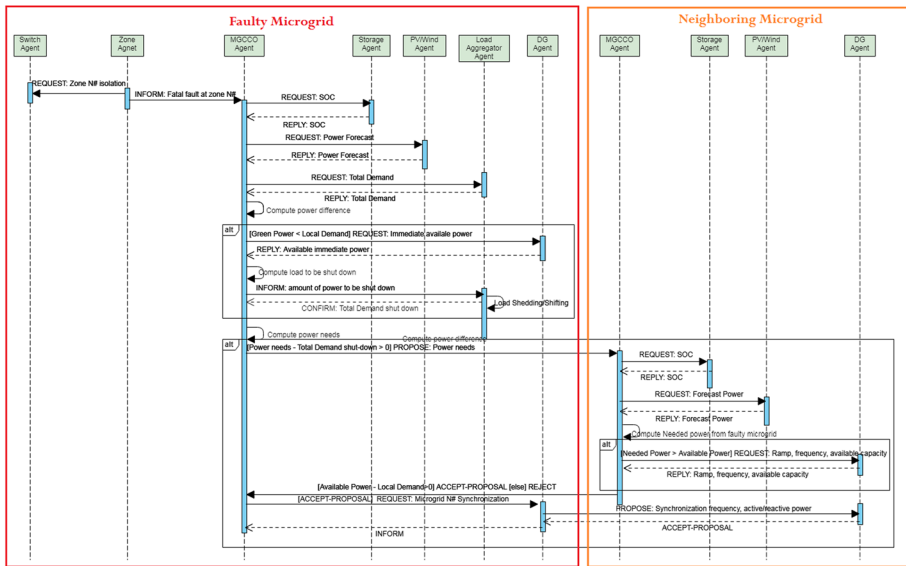 Faulty Microgrid
Neighboring Microgrid
Switch
Agent
Zone
Agnet
MGCCO
Agent
Storage
Agent
PV/Wind
Agent
Load
Aggregator
Agent
DG
Agent
MGCCO
Agent
Storage
Agent
PV/Wind
Agent
DG
Agent
REQUEST: Zone N# isolation
INFORM: Fatal fault at zone N#
REQUEST: SOC
REPLY: SOC
REQUEST: Power Forecast
REPLY: Power Forecast
REQUEST: Total Demand
REPLY: Total Demand
Compute power difference
alt
[Green Power < Local Demand] REQUEST: Immediate availale power
REPLY: Available immediate power
Compute load to be shut down
INFORM: amount of power to be shut down
Load Shedding/Shifting
CONFIRM: Total Demand shut down
Compute power needs
Compute power difference
alt
[Power needs - Total Demand shut-down > 0] PROPOSE: Power needs
REQUEST: SOC
REPLY: SOC
REQUEST: Forecast Power
REPLY: Forecast Power
Compute Needed power from faulty microgrid
alt
[Needed Power > Available Power] REQUEST: Ramp, frequency, available capacity
REPLY: Ramp, frequency, available capacity
[Available Power - Local Demand>0] ACCEPT-PROPOSAL [else] REJECT
[ACCEPT-PROPOSAL] REQUEST: Microgrid N# Synchronization
PROPOSE: Synchronization frequency, active/reactive power
ACCEPT-PROPOSAL
INFORM